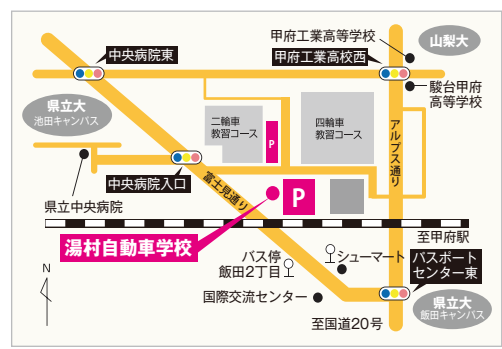 甲府工業高等学校
山梨大
中央病院東
甲府工業高校西
駿台甲府
高等学校
県立大
池田キャンパス
二輪車
教習コース
四輪車
教習コース
P
アルプス通り
中央病院入口
富士見通り
県立中央病院
P
湯村自動車学校
至甲府駅
バス停
飯田2丁目
シューマート
パスポート
センター東
N
国際交流センター
県立大
飯田キャンパス
至国道20号